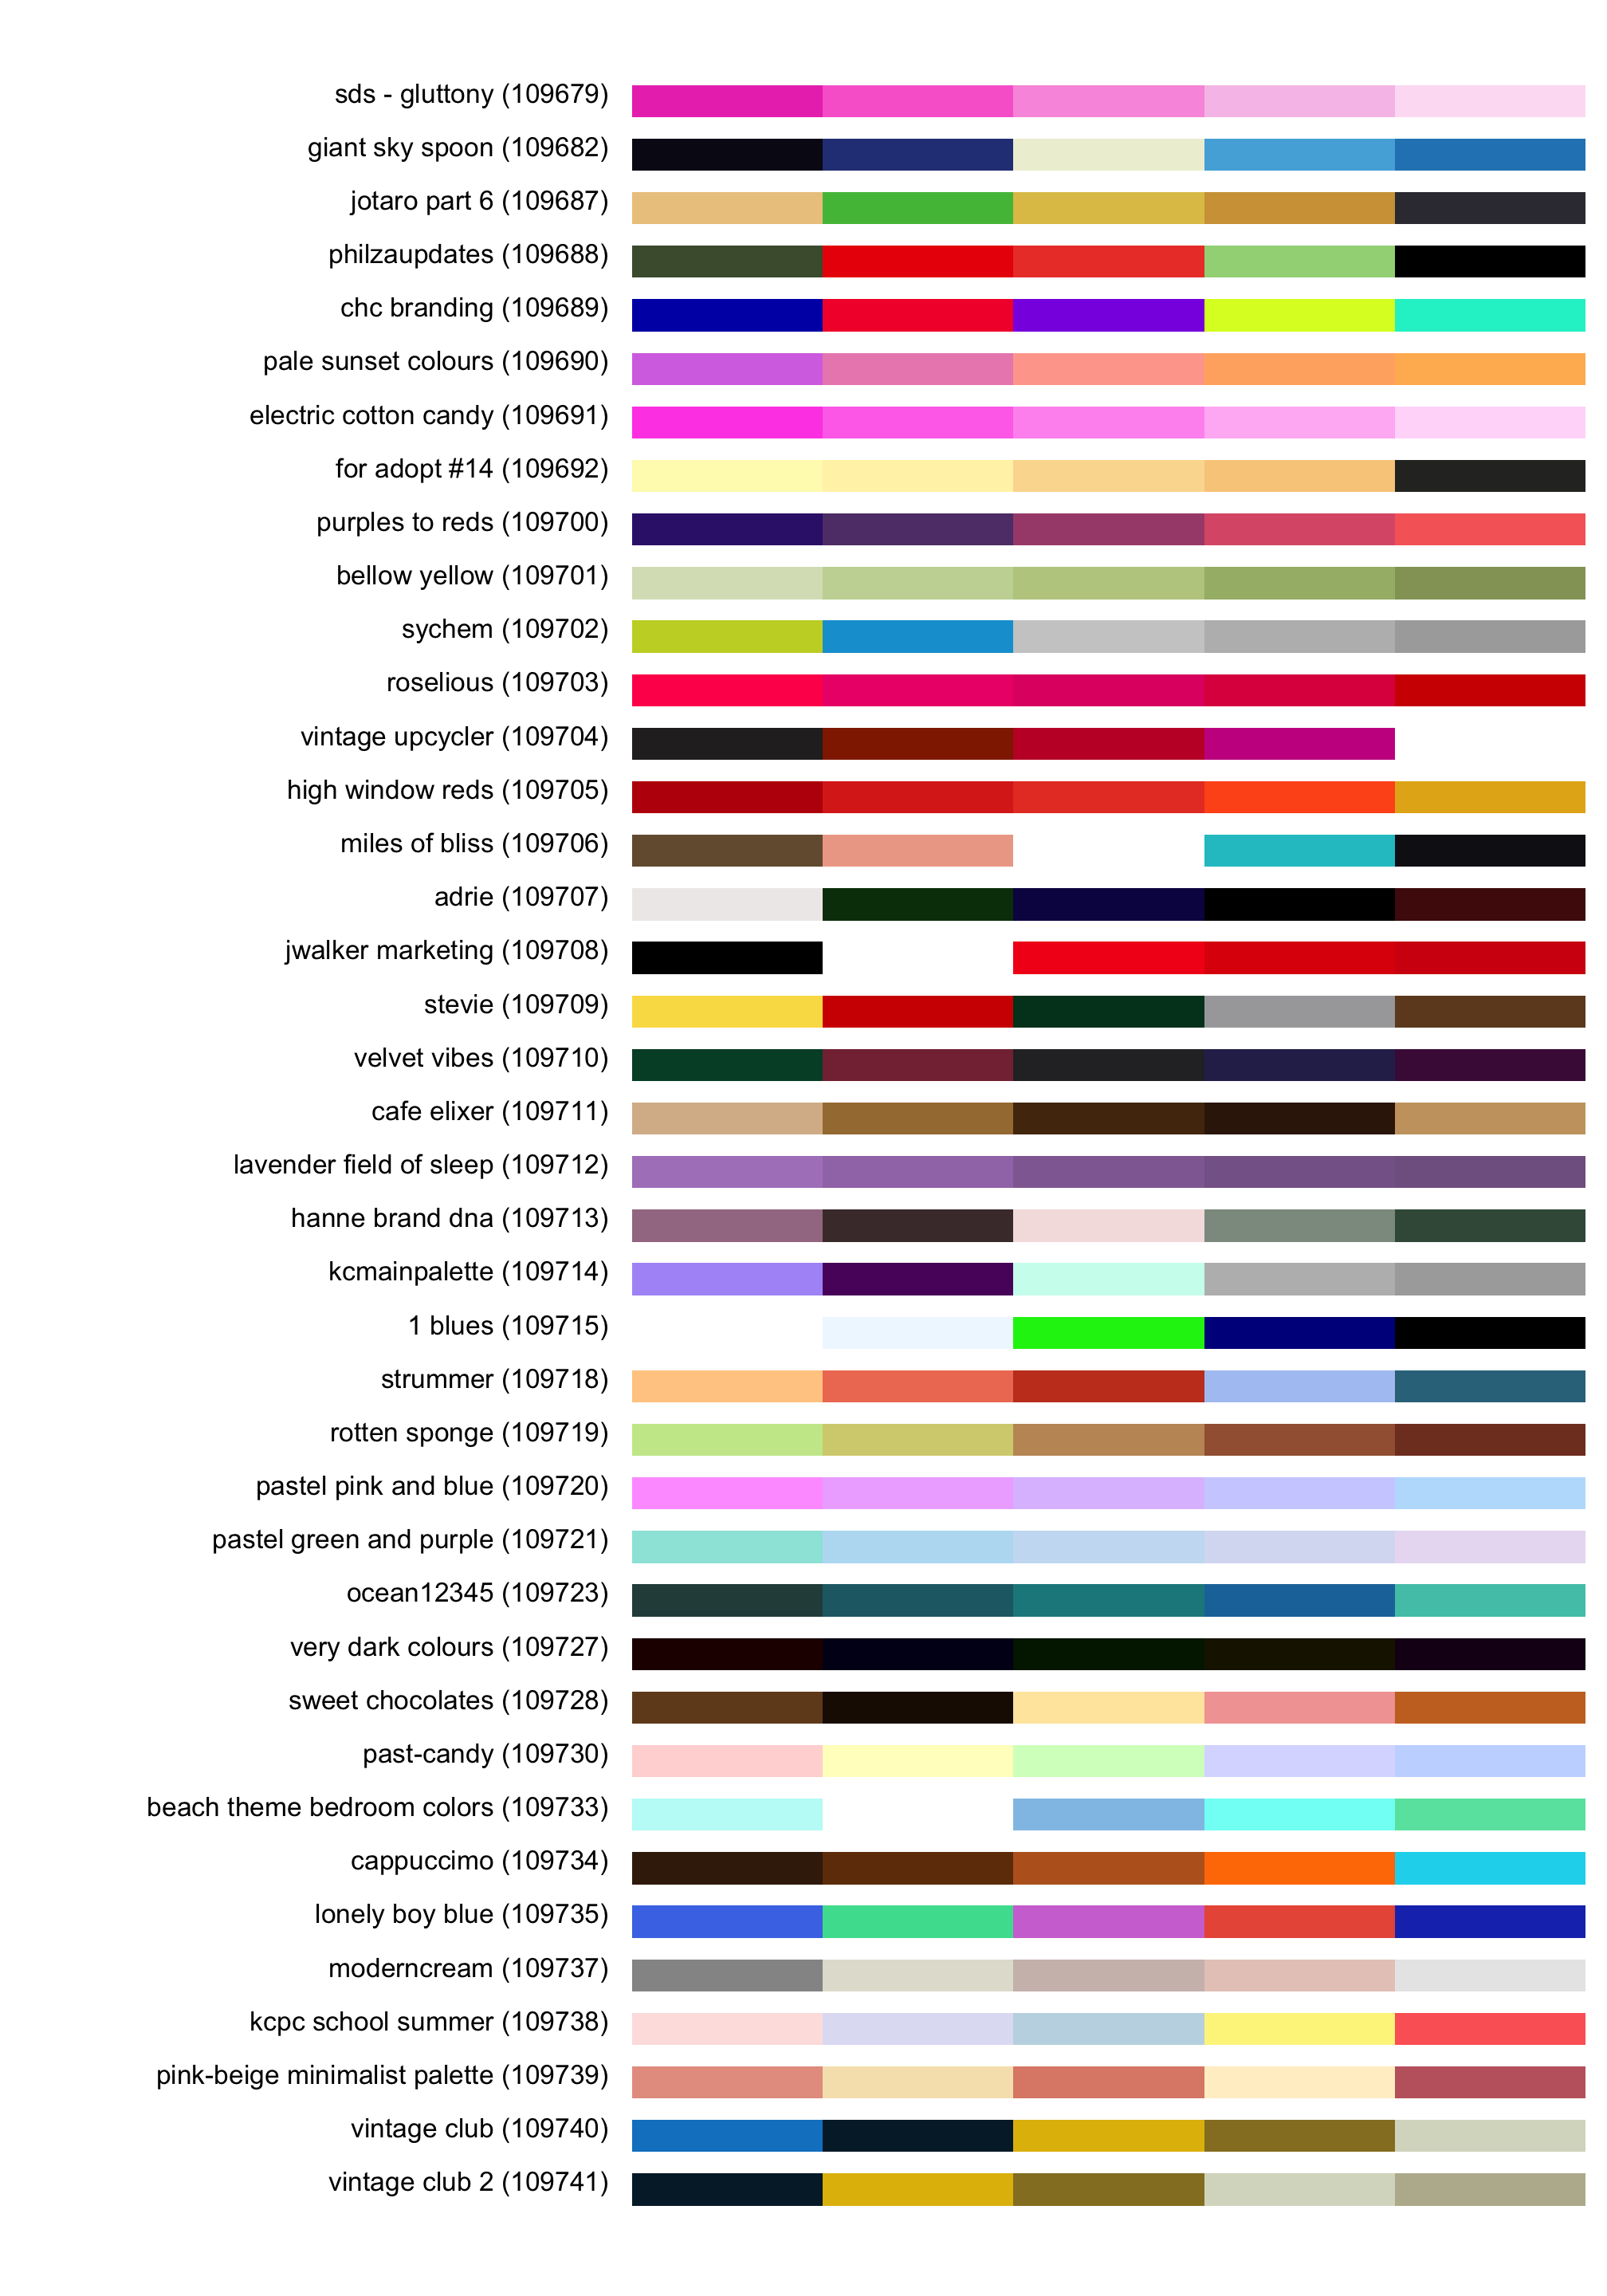 sds - gluttony (109679)
giant sky spoon (109682)
jotaro part 6 (109687)
philzaupdates (109688)
chc branding (109689)
pale sunset colours (109690)
electric cotton candy (109691)
for adopt #14 (109692)
purples to reds (109700)
bellow yellow (109701)
sychem (109702)
roselious (109703)
vintage upcycler (109704)
high window reds (109705)
miles of bliss (109706)
adrie (109707)
jwalker marketing (109708)
stevie (109709)
velvet vibes (109710)
cafe elixer (109711)
lavender field of sleep (109712)
hanne brand dna (109713)
kcmainpalette (109714)
1 blues (109715)
strummer (109718)
rotten sponge (109719)
pastel pink and blue (109720)
pastel green and purple (109721)
ocean12345 (109723)
very dark colours (109727)
sweet chocolates (109728)
past-candy (109730)
beach theme bedroom colors (109733)
cappuccimo (109734)
lonely boy blue (109735)
moderncream (109737)
kcpc school summer (109738)
pink-beige minimalist palette (109739)
vintage club (109740)
vintage club 2 (109741)